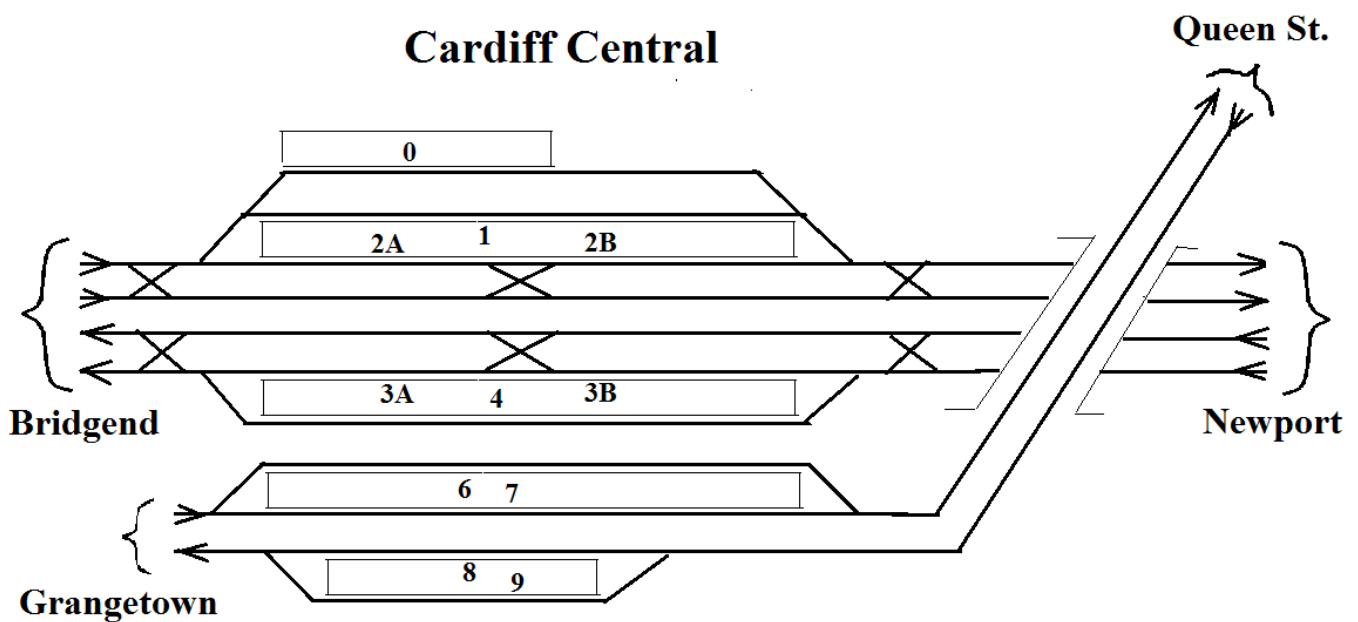 Queen St.
Cardiff Central
0
2A 1 2B
Bridgend
Newport
3A 4 3B
6 7
8 9
Grangetown